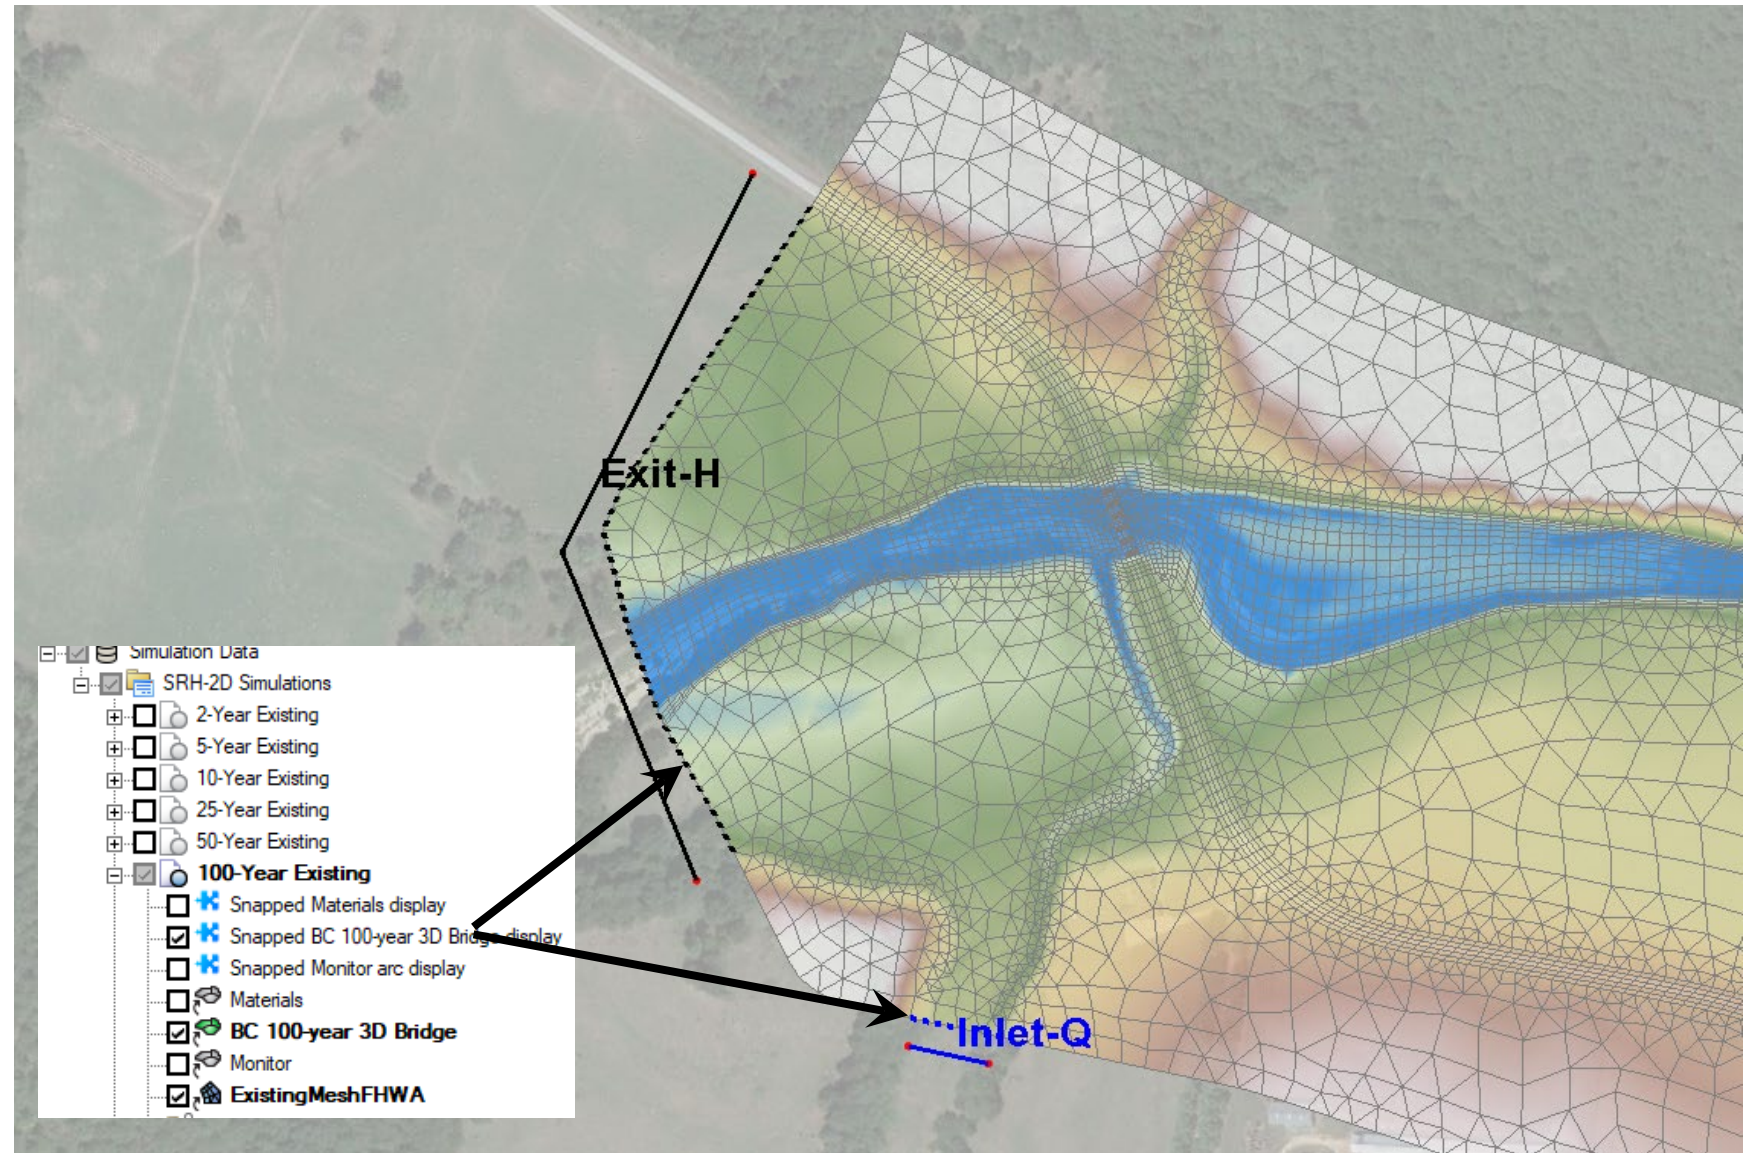 Exit-H
Simulation Data
SRH-2D Simulations
2-Year Existing
5-Year Existing
10-Year Existing
25-Year Existing
50-Year Existing
100-Year Existing
Snapped Materials display
Snapped BC 100-year 3D Bridge display
Snapped Monitor arc display
Materials
BC 100-year 3D Bridge
Monitor
ExistingMeshFHWA
Inlet-Q